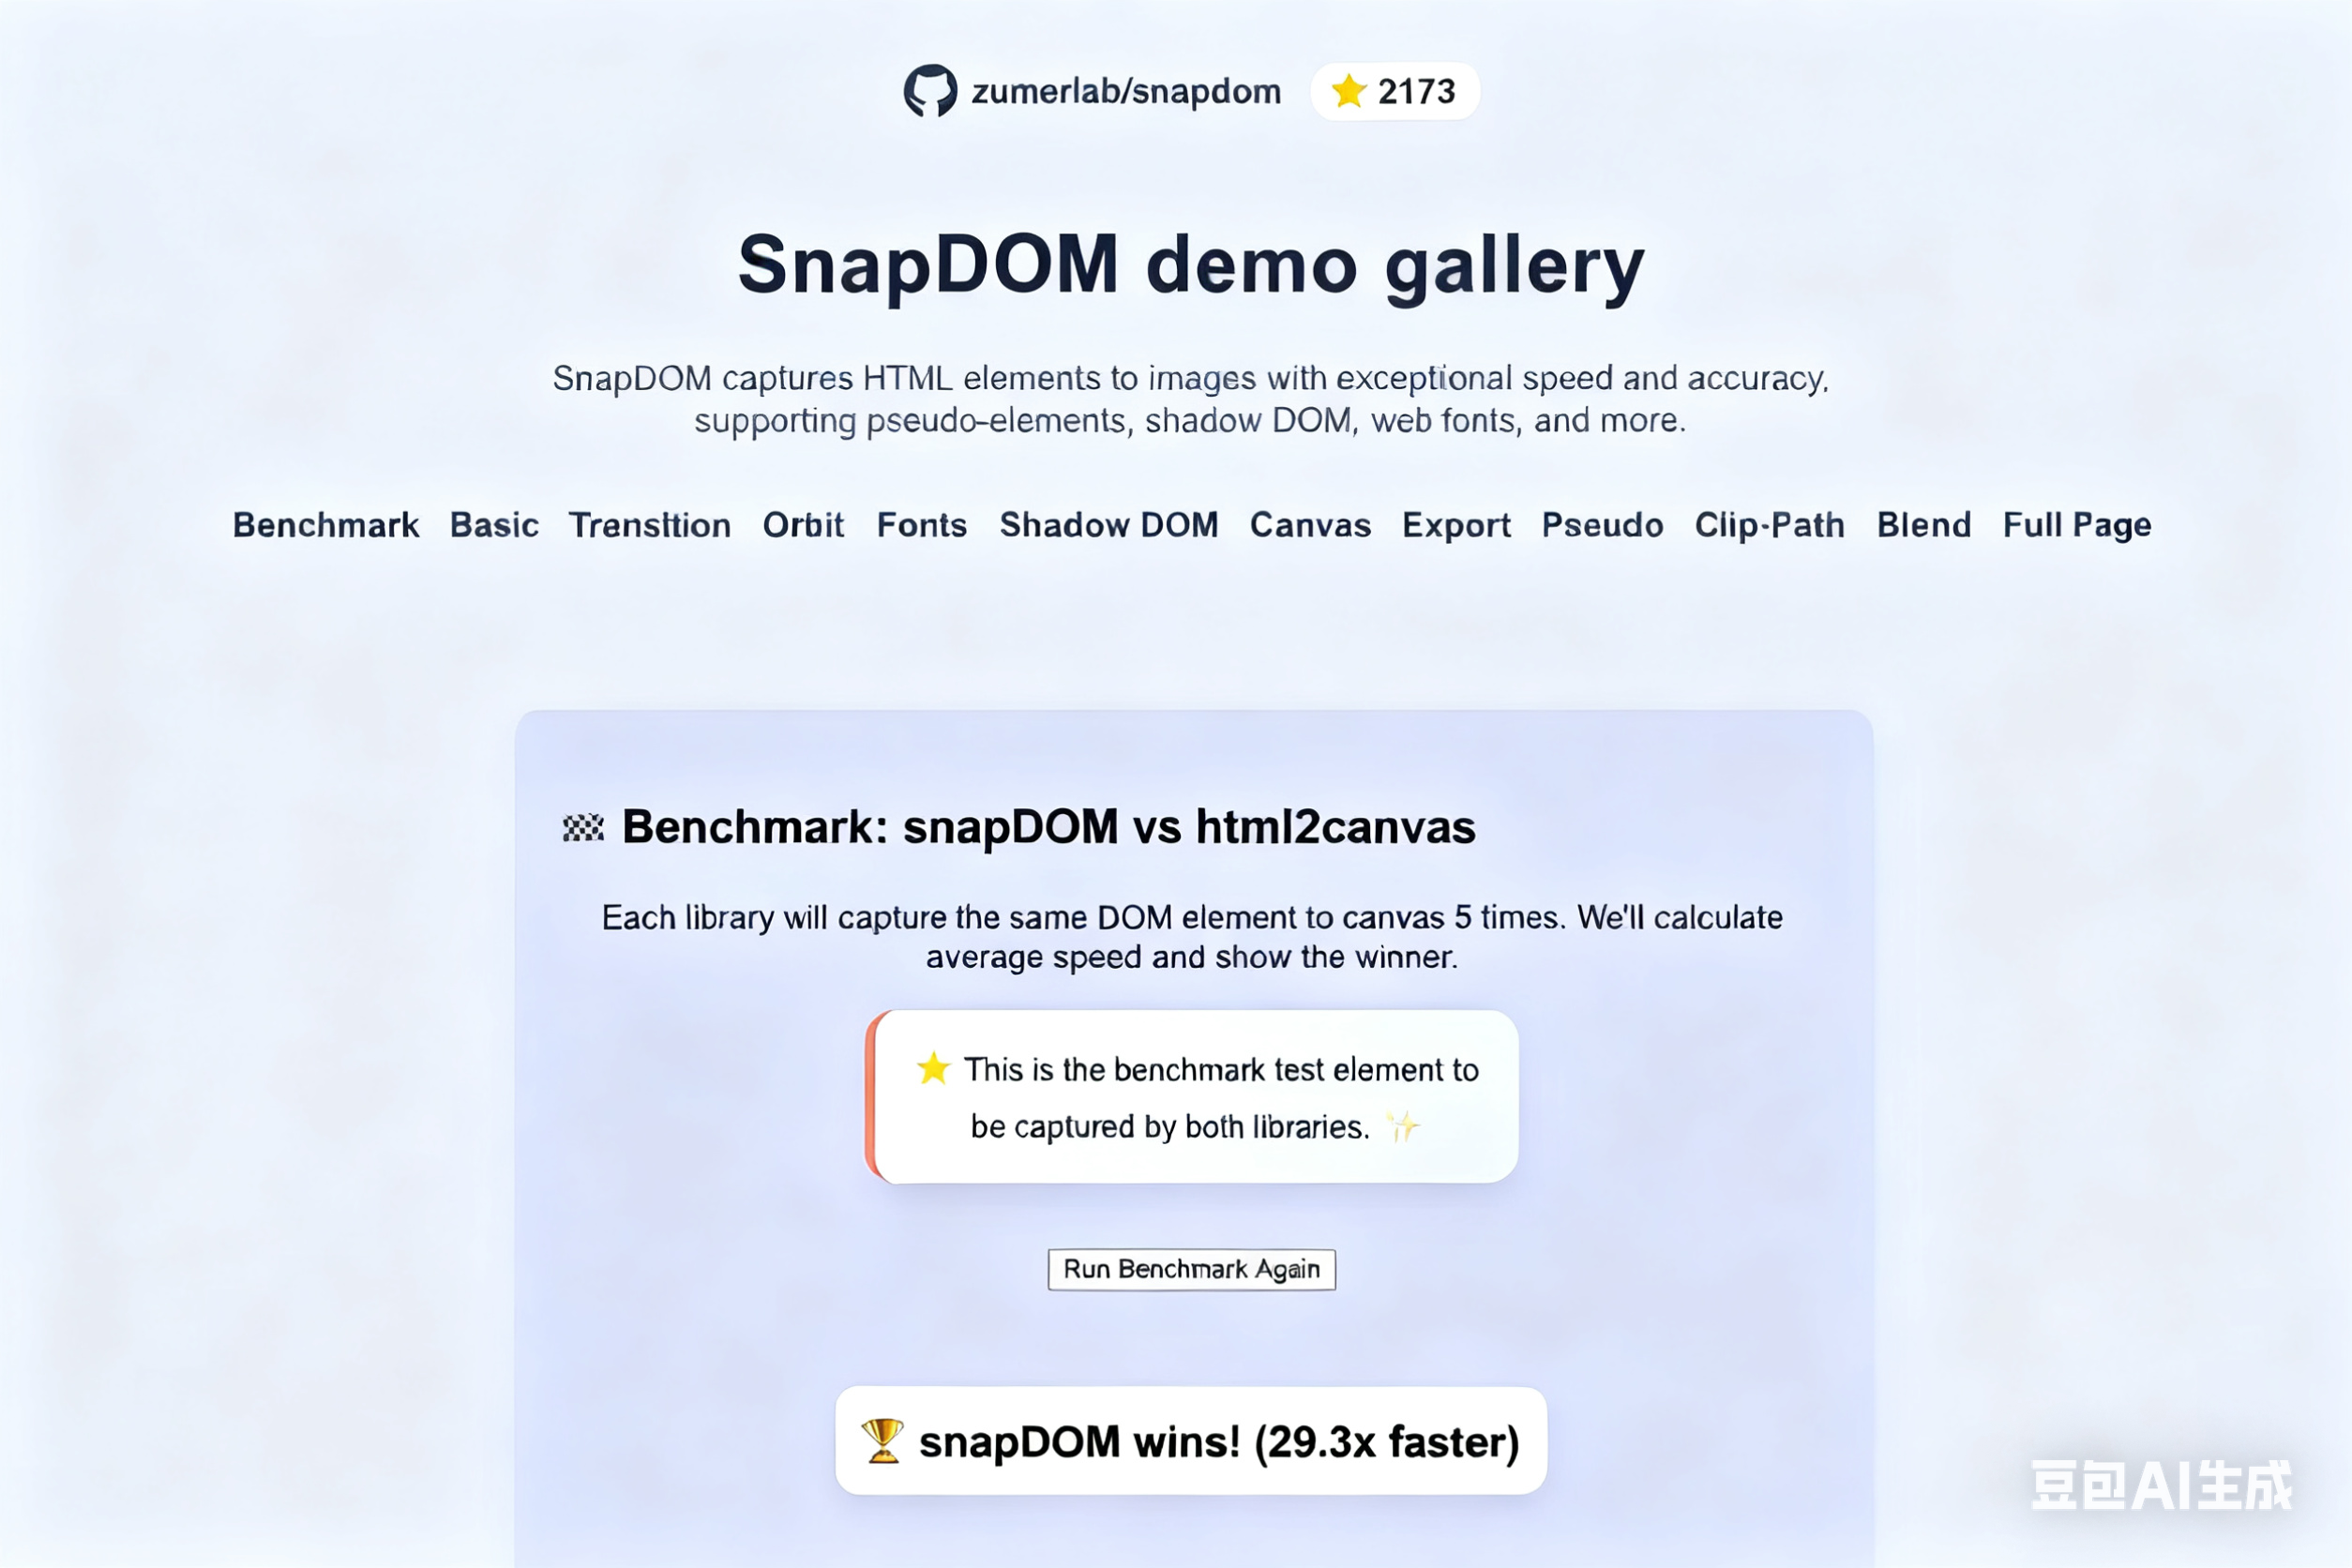 zumerlab/snapdom ⭐ 2173
SnapDOM demo gallery
SnapDOM captures HTML elements to images with exceptional speed and accuracy,
supporting pseudo-elements, shadow DOM, web fonts, and more.
Benchmark Basic Transition Orbit Fonts Shadow DOM Canvas Export Pseudo Clip-Path Blend Full Page
🏁 Benchmark: snapDOM vs html2canvas
Each library will capture the same DOM element to canvas 5 times. We'll calculate
average speed and show the winner.
⭐ This is the benchmark test element to
be captured by both libraries. ✨
Run Benchmark Again
🏆 snapDOM wins! (29.3x faster)
豆包AI生成